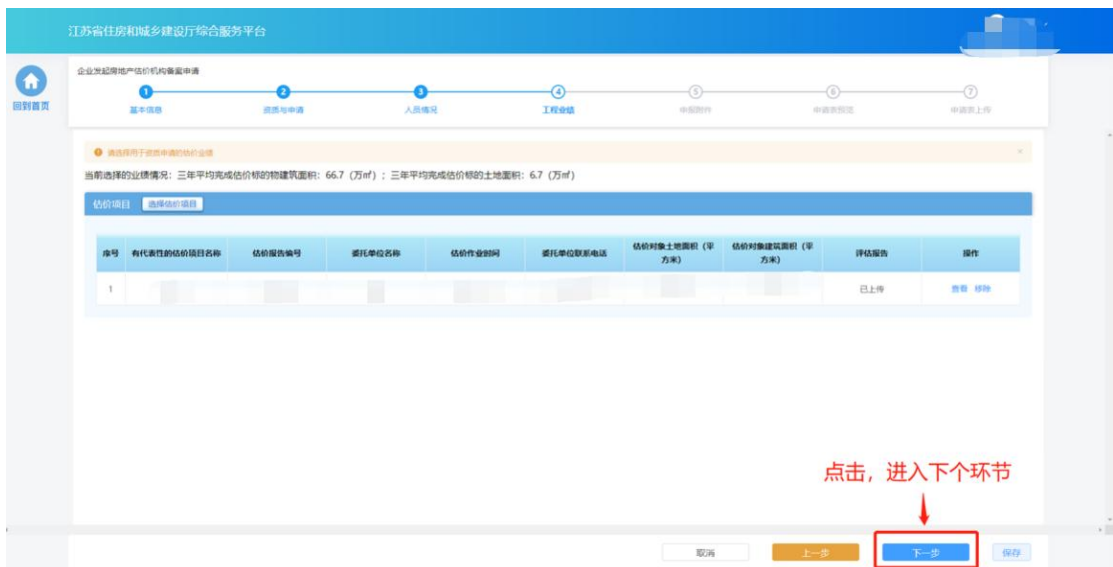 江苏省住房和城乡建设厅综合服务平台
回到首页
企业发起房地产估价机构备案申请
1 2 3 4 5 6 7
基本信息 资质与申请 人员情况 工程业绩 申报附件 申请表预览 申请表上传
请选择用于资质申请的估价业绩
当前选择的业绩情况：三年平均完成估价标的物建筑面积：66.7（万㎡）；三年平均完成估价标的土地面积：6.7（万㎡）
估价项目 选择估价项目
序号 有代表性的估价项目名称 估价报告编号 委托单位名称 估价作业时间 委托单位联系电话 估价对象土地面积（平方米） 估价对象建筑面积（平方米） 评估报告 操作
1 已上传 查看 移除
点击，进入下个环节
取消 上一步 下一步 保存